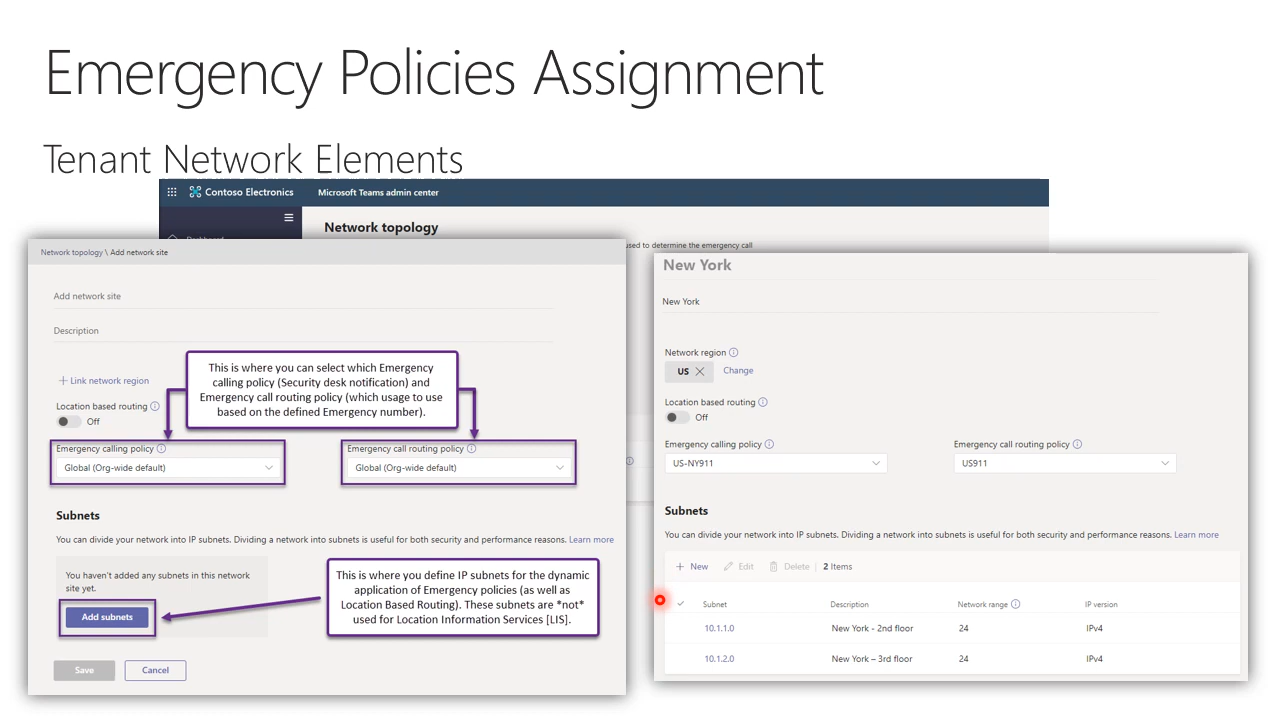 Emergency Policies Assignment
Tenant Network Elements
Contoso Electronics
Microsoft Teams admin center
Network topology
used to determine the emergency call
Network topology \ Add network site
Add network site
Description
+ Link network region
Location based routing
Off
This is where you can select which Emergency
calling policy (Security desk notification) and
Emergency call routing policy (which usage to use
based on the defined Emergency number).
Emergency calling policy
Global (Org-wide default)
Emergency call routing policy
Global (Org-wide default)
Subnets
You can divide your network into IP subnets. Dividing a network into subnets is useful for both security and performance reasons. Learn more
You haven't added any subnets in this network
site yet.
Add subnets
This is where you define IP subnets for the dynamic
application of Emergency policies (as well as
Location Based Routing). These subnets are *not*
used for Location Information Services [LIS].
Save
Cancel
New York
New York
Network region
US
Change
Location based routing
Off
Emergency calling policy
US-NY911
Emergency call routing policy
US911
Subnets
You can divide your network into IP subnets. Dividing a network into subnets is useful for both security and performance reasons. Learn more
+ New
Edit
Delete
2 Items
Subnet Description Network range IP version
10.1.1.0 New York - 2nd floor 24 IPv4
10.1.2.0 New York – 3rd floor 24 IPv4